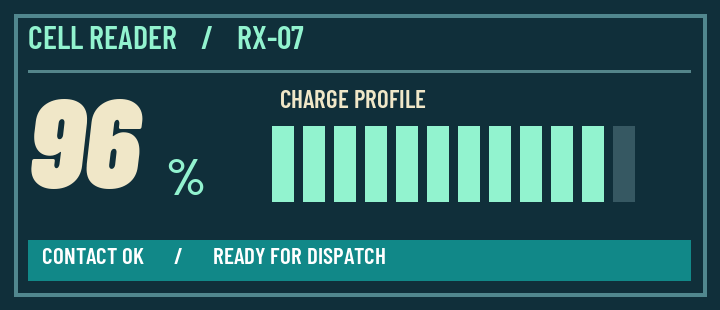 CELL READER / RX-07
CHARGE PROFILE
96 %
CONTACT OK / READY FOR DISPATCH